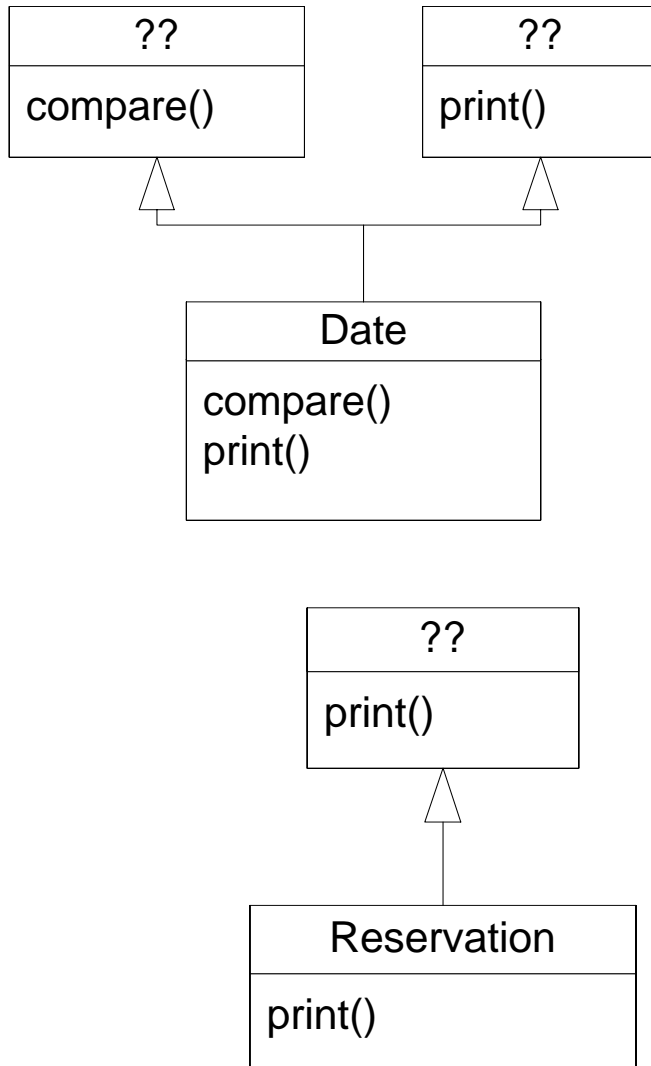 ??
??
compare()
print()
Date
compare()
print()
??
print()
Reservation
print()